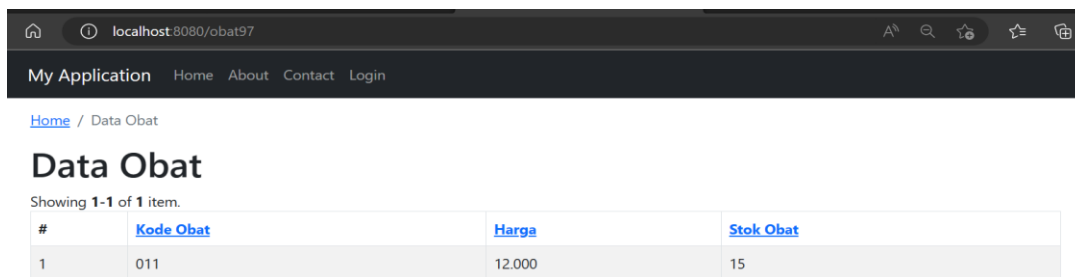 localhost:8080/obat97
My Application Home About Contact Login
Home / Data Obat
Data Obat
Showing 1-1 of 1 item.
# Kode Obat Harga Stok Obat
1 011 12.000 15